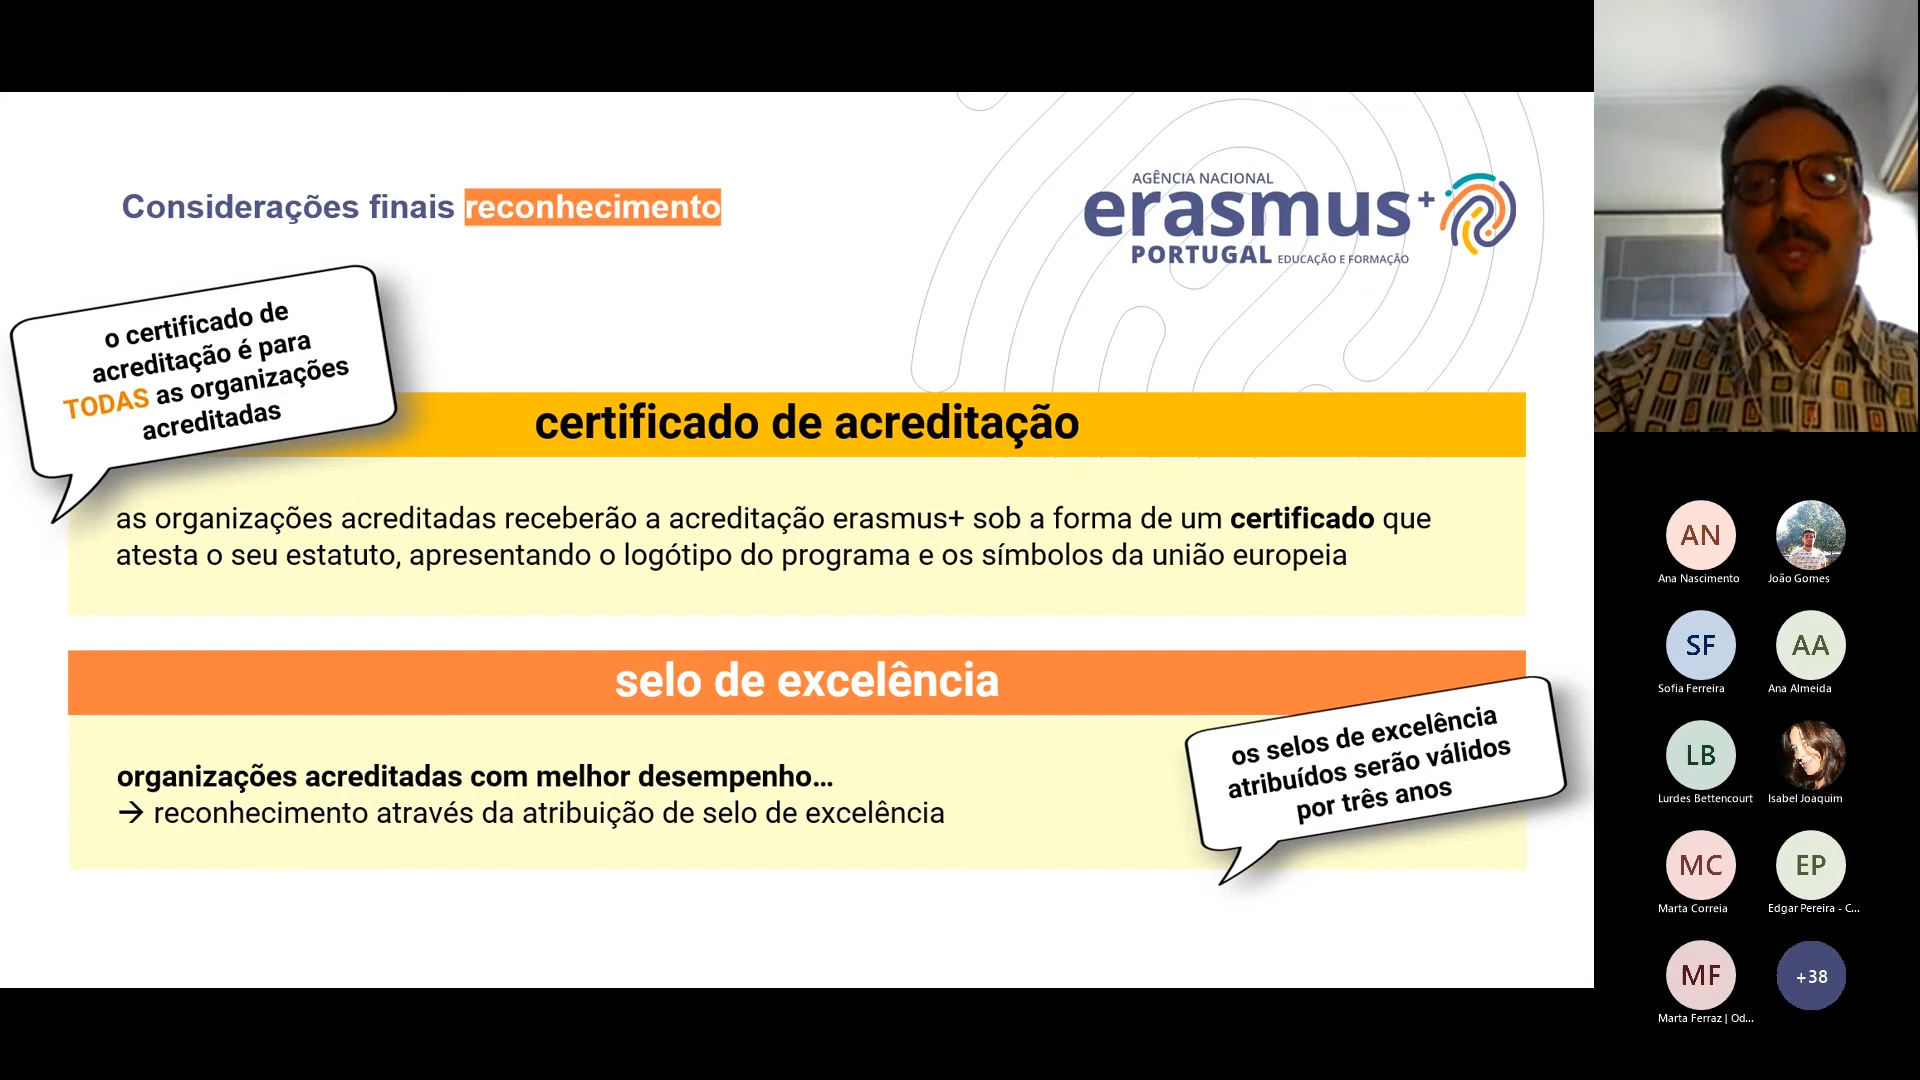 Considerações finais reconhecimento
AGÊNCIA NACIONAL
erasmus+
PORTUGAL EDUCAÇÃO E FORMAÇÃO
o certificado de
acreditação é para
TODAS as organizações
acreditadas
certificado de acreditação
as organizações acreditadas receberão a acreditação erasmus+ sob a forma de um certificado que
atesta o seu estatuto, apresentando o logótipo do programa e os símbolos da união europeia
selo de excelência
organizações acreditadas com melhor desempenho...
→ reconhecimento através da atribuição de selo de excelência
os selos de excelência
atribuídos serão válidos
por três anos
AN
Ana Nascimento
João Gomes
SF
Sofia Ferreira
AA
Ana Almeida
LB
Lurdes Bettencourt
Isabel Joaquim
MC
Marta Correia
EP
Edgar Pereira - C...
MF
Marta Ferraz | Od...
+38